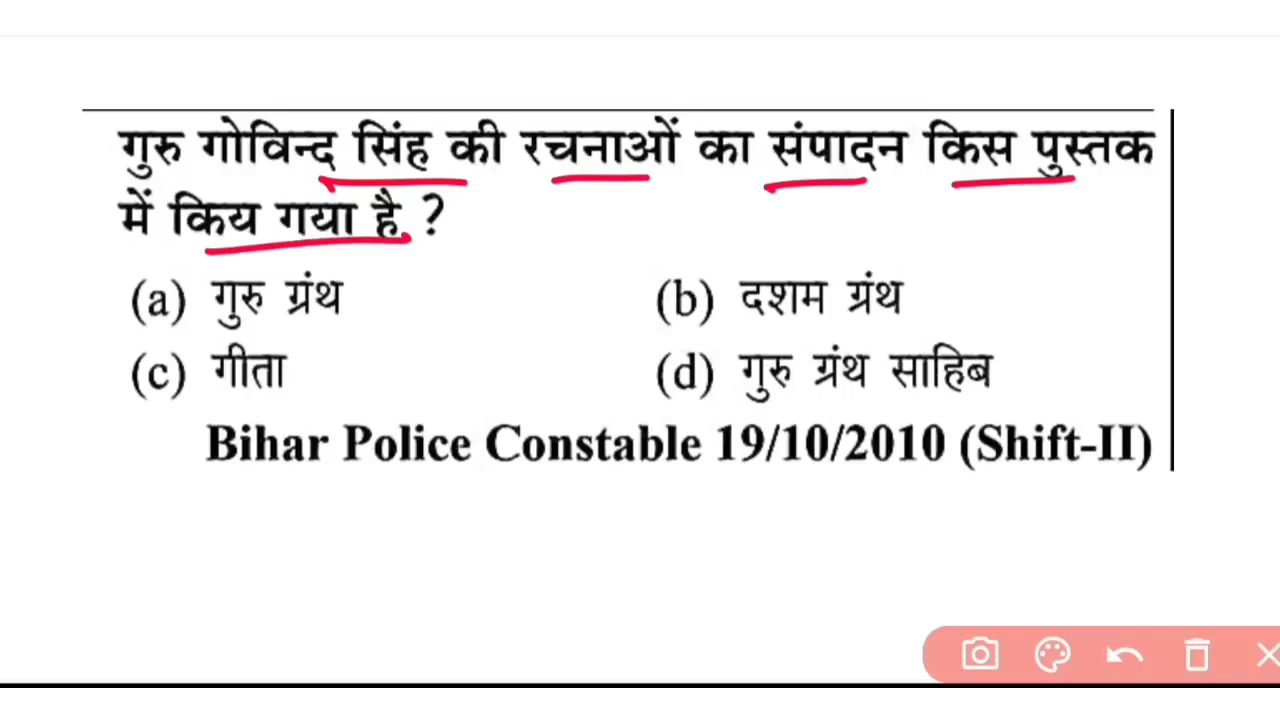 गुरु गोविन्द सिंह की रचनाओं का संपादन किस पुस्तक
में किय गया है ?
(a) गुरु ग्रंथ (b) दशम ग्रंथ
(c) गीता (d) गुरु ग्रंथ साहिब
Bihar Police Constable 19/10/2010 (Shift-II)